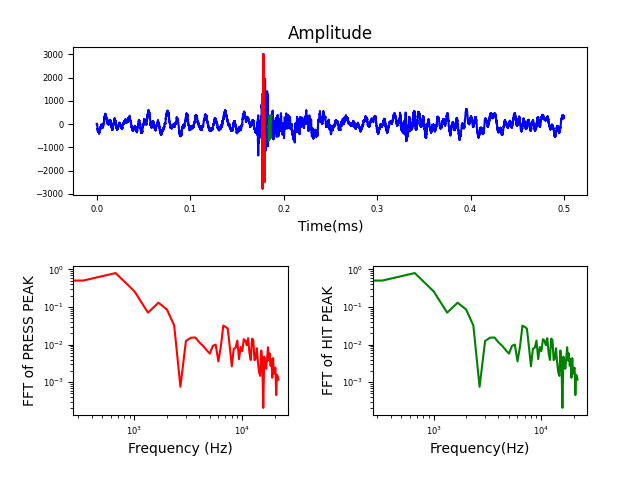 Amplitude
3000
2000
1000
0
−1000
−2000
−3000
0.0 0.1 0.2 0.3 0.4 0.5
Time(ms)
FFT of PRESS PEAK
10⁰
10⁻¹
10⁻²
10⁻³
10³ 10⁴
Frequency (Hz)
FFT of HIT PEAK
10⁰
10⁻¹
10⁻²
10⁻³
10³ 10⁴
Frequency(Hz)